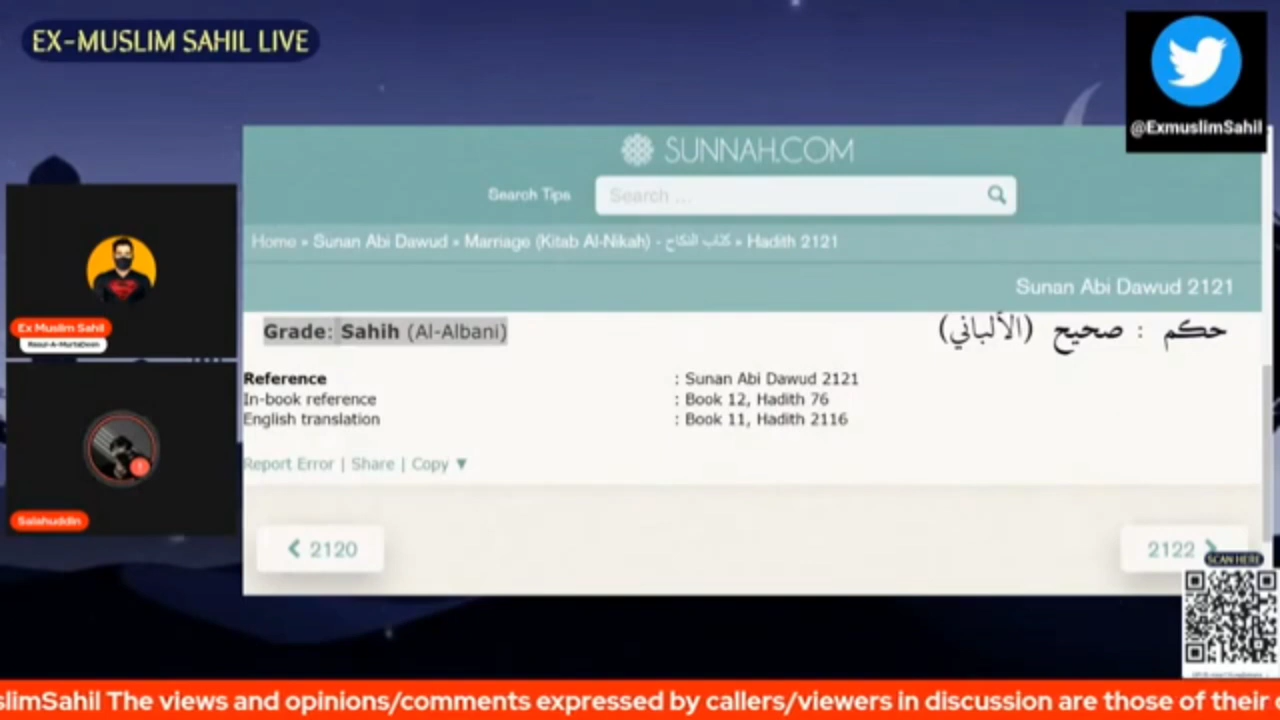 EX-MUSLIM SAHIL LIVE
@ExmuslimSahil
SUNNAH.COM
Search Tips
Search ...
Home » Sunan Abi Dawud » Marriage (Kitab Al-Nikah) - كتاب النكاح » Hadith 2121
Sunan Abi Dawud 2121
Grade: Sahih (Al-Albani)
حكم : صحيح (الألباني)
Reference : Sunan Abi Dawud 2121
In-book reference : Book 12, Hadith 76
English translation : Book 11, Hadith 2116
Report Error | Share | Copy ▼
2120
2122
Ex Muslim Sahil
Salahuddin
SCAN HERE
slimSahil The views and opinions/comments expressed by callers/viewers in discussion are those of their